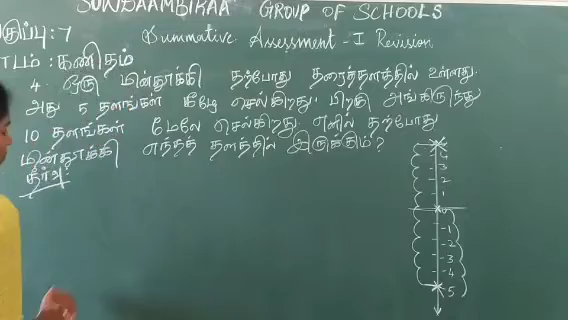 SUNDAAMBIKAA GROUP OF SCHOOLS
குப்பு : 7
Summative Assessment - I Revision
டம் : கணிதம்
4. ஒரு மின்தூக்கி தற்போது தரைத்தளத்தில் உள்ளது.
அது 5 தளங்கள் கீழே செல்கிறது. பிறகு அங்கிருந்து
10 தளங்கள் மேலே செல்கிறது எனில் தற்போது
மின்தூக்கி எந்தத் தளத்தில் இருக்கும்?
தீர்வு:
5
4
3
2
1
0
-1
-2
-3
-4
-5